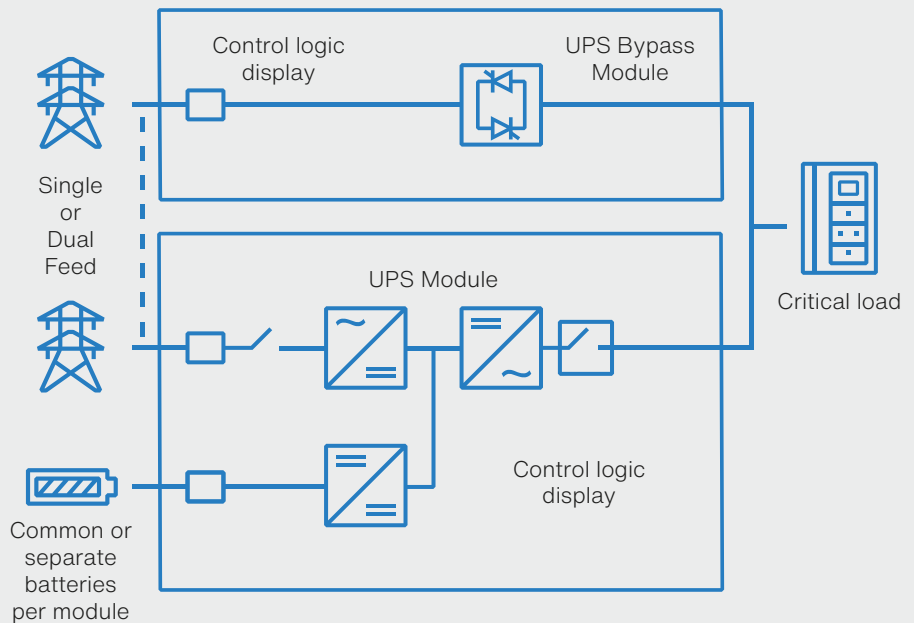 Control logic
display
UPS Bypass
Module
Single
or
Dual
Feed
Critical load
UPS Module
Control logic
display
Common or
separate
batteries
per module